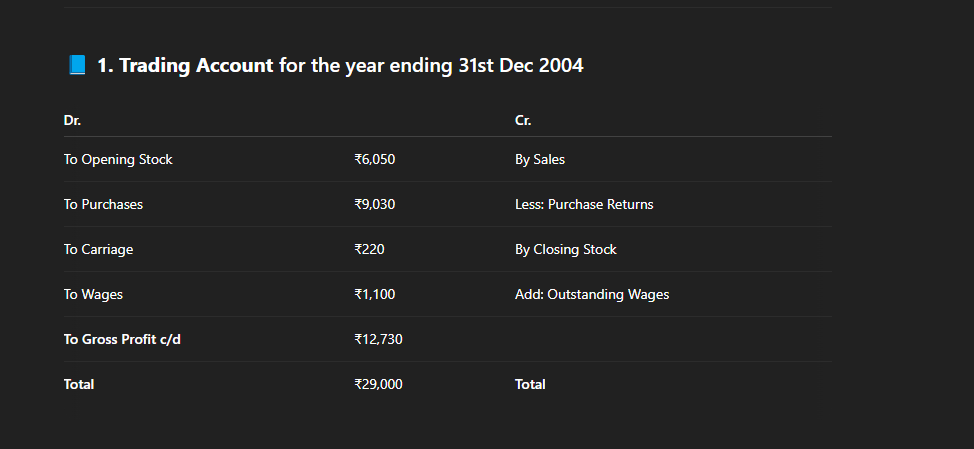 📘 1. Trading Account for the year ending 31st Dec 2004
Dr. Cr.
To Opening Stock ₹6,050 By Sales
To Purchases ₹9,030 Less: Purchase Returns
To Carriage ₹220 By Closing Stock
To Wages ₹1,100 Add: Outstanding Wages
To Gross Profit c/d ₹12,730
Total ₹29,000 Total